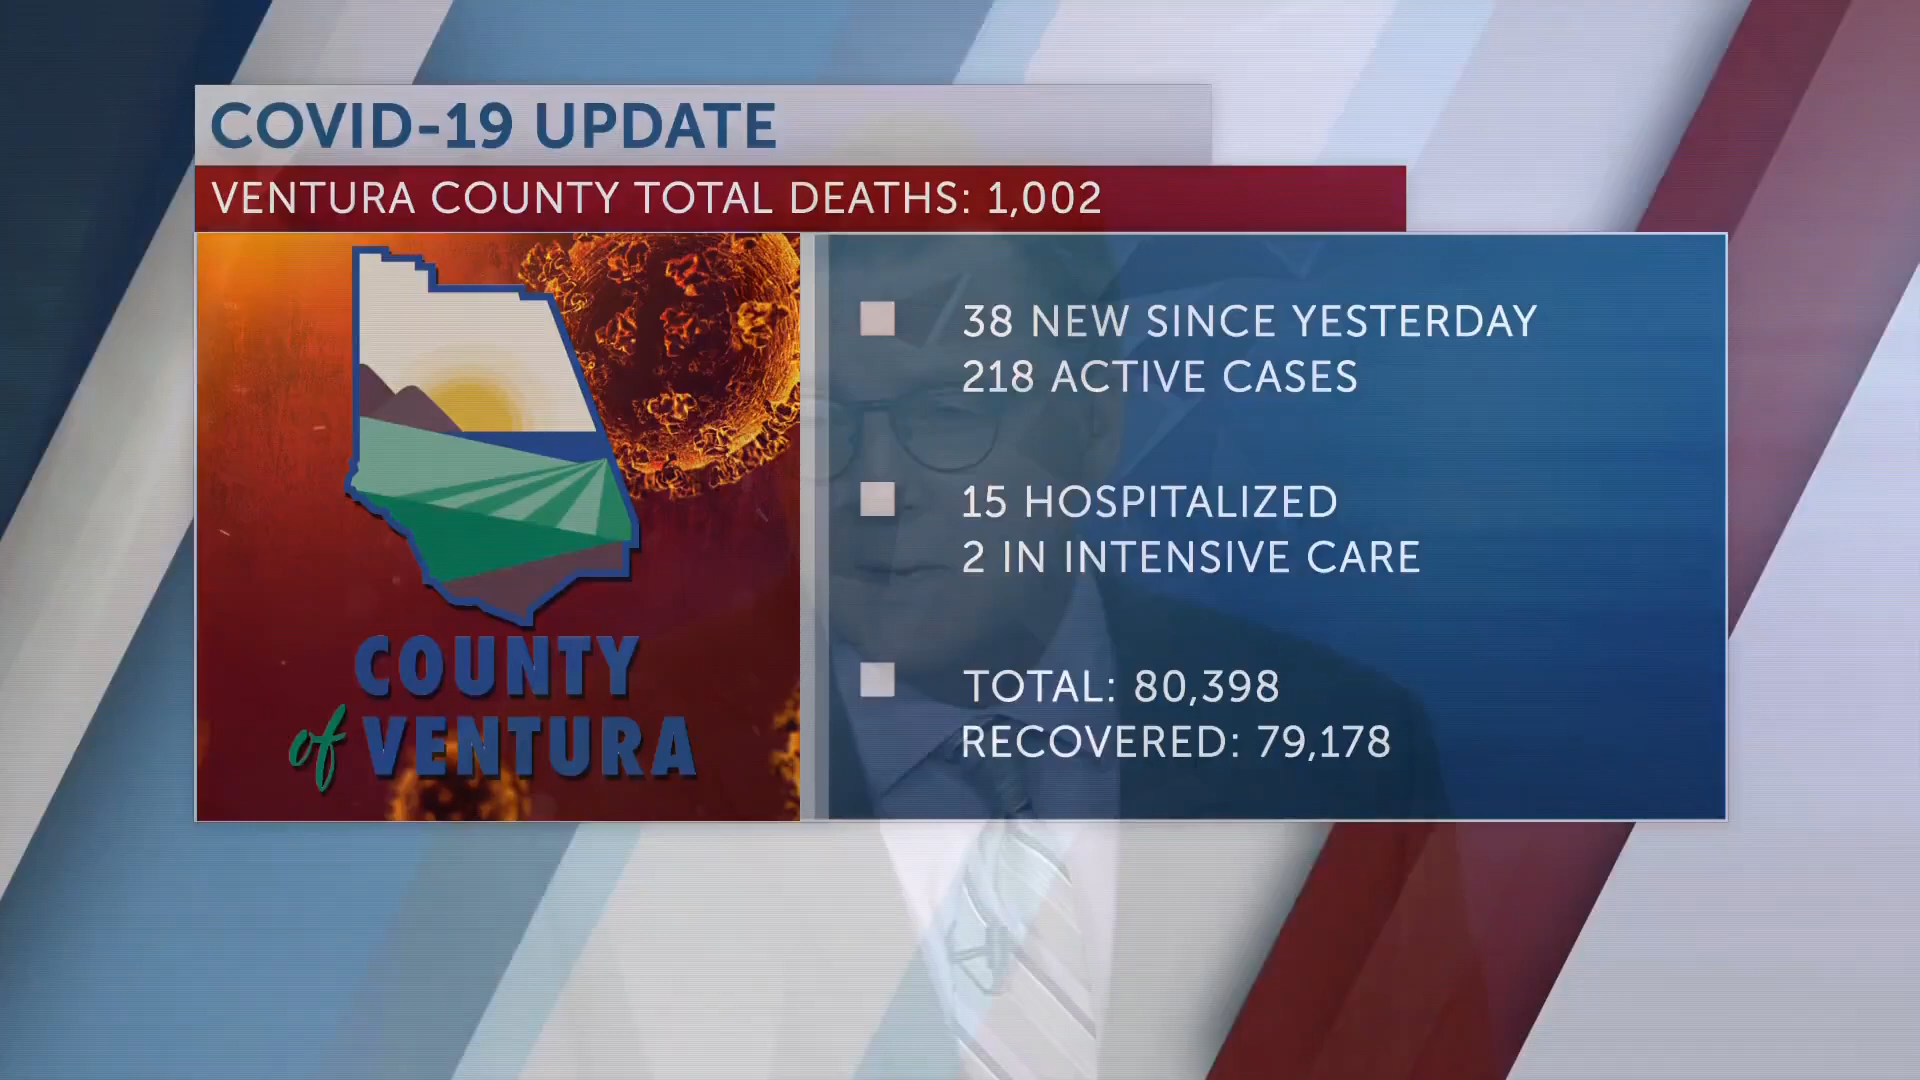 COVID-19 UPDATE
VENTURA COUNTY TOTAL DEATHS: 1,002
COUNTY
of VENTURA
38 NEW SINCE YESTERDAY
218 ACTIVE CASES
15 HOSPITALIZED
2 IN INTENSIVE CARE
TOTAL: 80,398
RECOVERED: 79,178